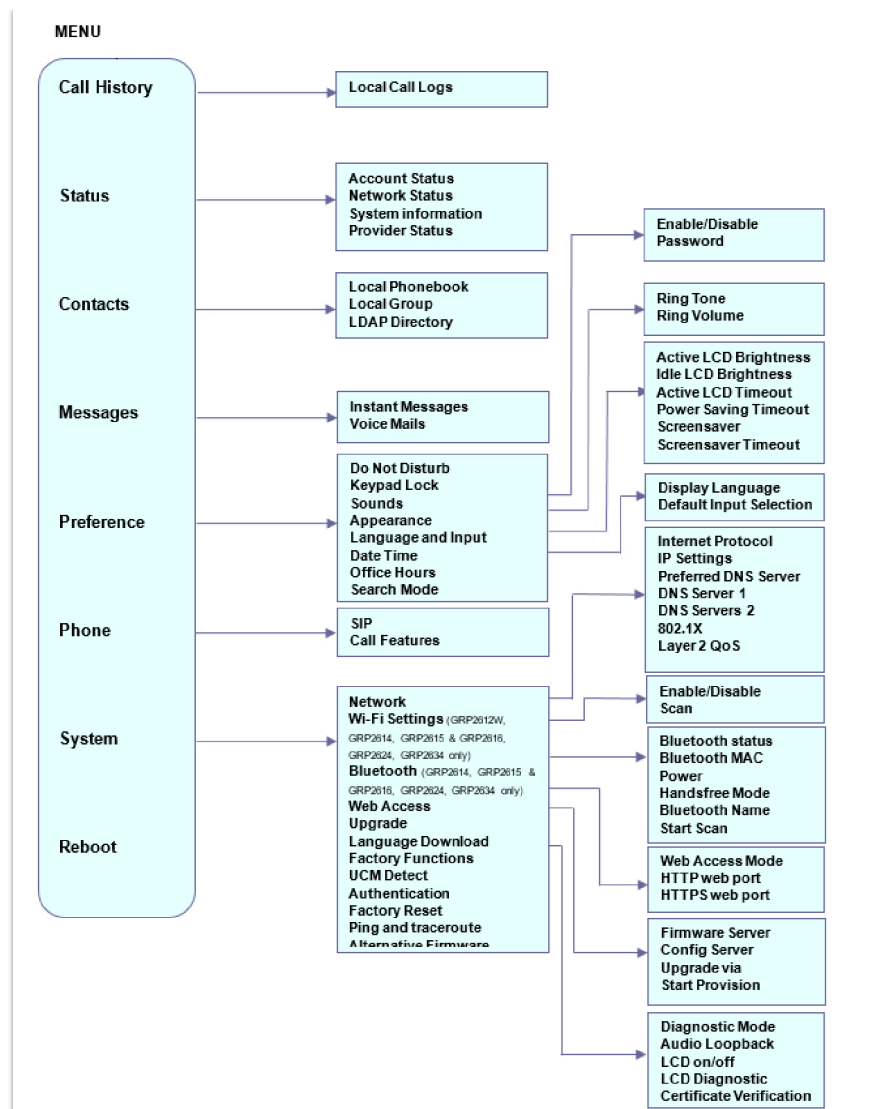 MENU
Call History
Local Call Logs
Status
Account Status
Network Status
System information
Provider Status
Contacts
Local Phonebook
Local Group
LDAP Directory
Messages
Instant Messages
Voice Mails
Preference
Do Not Disturb
Keypad Lock
Sounds
Appearance
Language and Input
Date Time
Office Hours
Search Mode
Enable/Disable
Password
Ring Tone
Ring Volume
Active LCD Brightness
Idle LCD Brightness
Active LCD Timeout
Power Saving Timeout
Screensaver
Screensaver Timeout
Display Language
Default Input Selection
Phone
SIP
Call Features
System
Network
Wi-Fi Settings (GRP2612W,
GRP2614, GRP2615 & GRP2616,
GRP2624, GRP2634 only)
Bluetooth (GRP2614, GRP2615 &
GRP2616, GRP2624, GRP2634 only)
Web Access
Upgrade
Language Download
Factory Functions
UCM Detect
Authentication
Factory Reset
Ping and traceroute
Alternative Firmware
Internet Protocol
IP Settings
Preferred DNS Server
DNS Server 1
DNS Servers 2
802.1X
Layer 2 QoS
Enable/Disable
Scan
Bluetooth status
Bluetooth MAC
Power
Handsfree Mode
Bluetooth Name
Start Scan
Web Access Mode
HTTP web port
HTTPS web port
Firmware Server
Config Server
Upgrade via
Start Provision
Diagnostic Mode
Audio Loopback
LCD on/off
LCD Diagnostic
Certificate Verification
Reboot